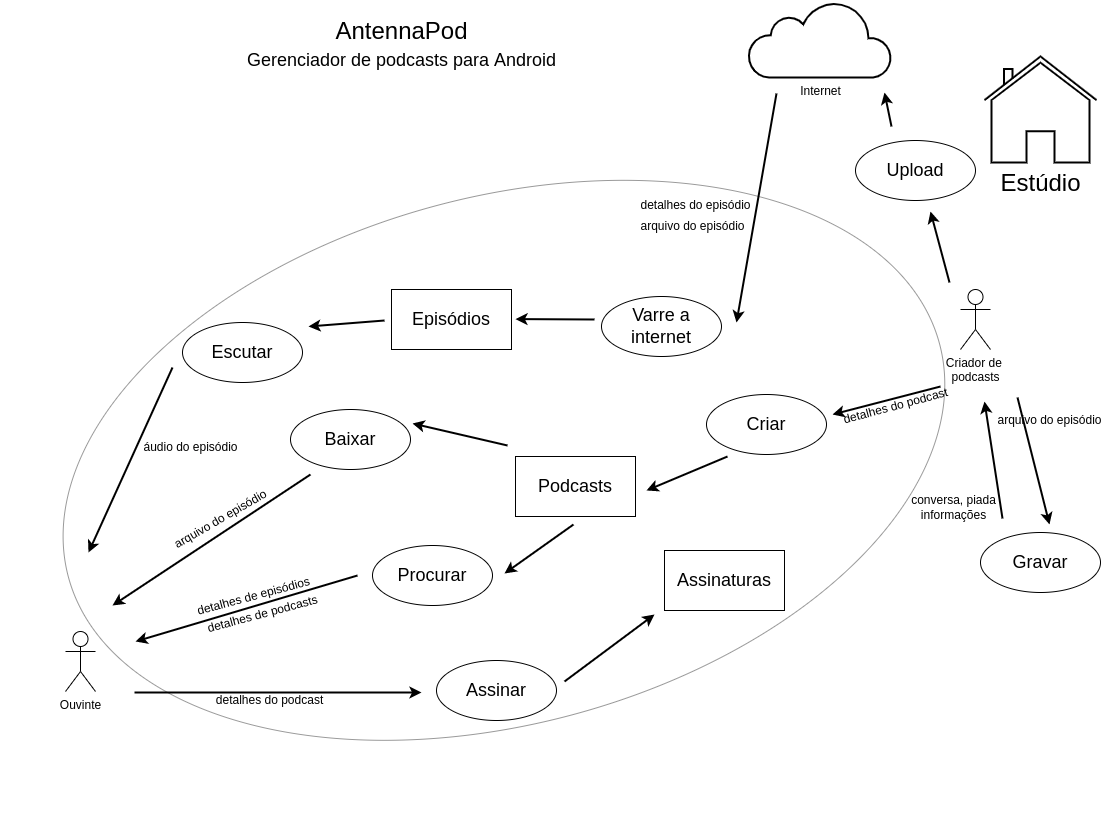 AntennaPod
Gerenciador de podcasts para Android
Internet
Upload
Estúdio
detalhes do episódio
arquivo do episódio
Episódios
Varre a
internet
Escutar
Criador de
podcasts
detalhes do podcast
Criar
Baixar
arquivo do episódio
áudio do episódio
Podcasts
conversa, piada
informações
arquivo do episódio
Gravar
Procurar
Assinaturas
detalhes de episódios
detalhes de podcasts
Assinar
Ouvinte
detalhes do podcast